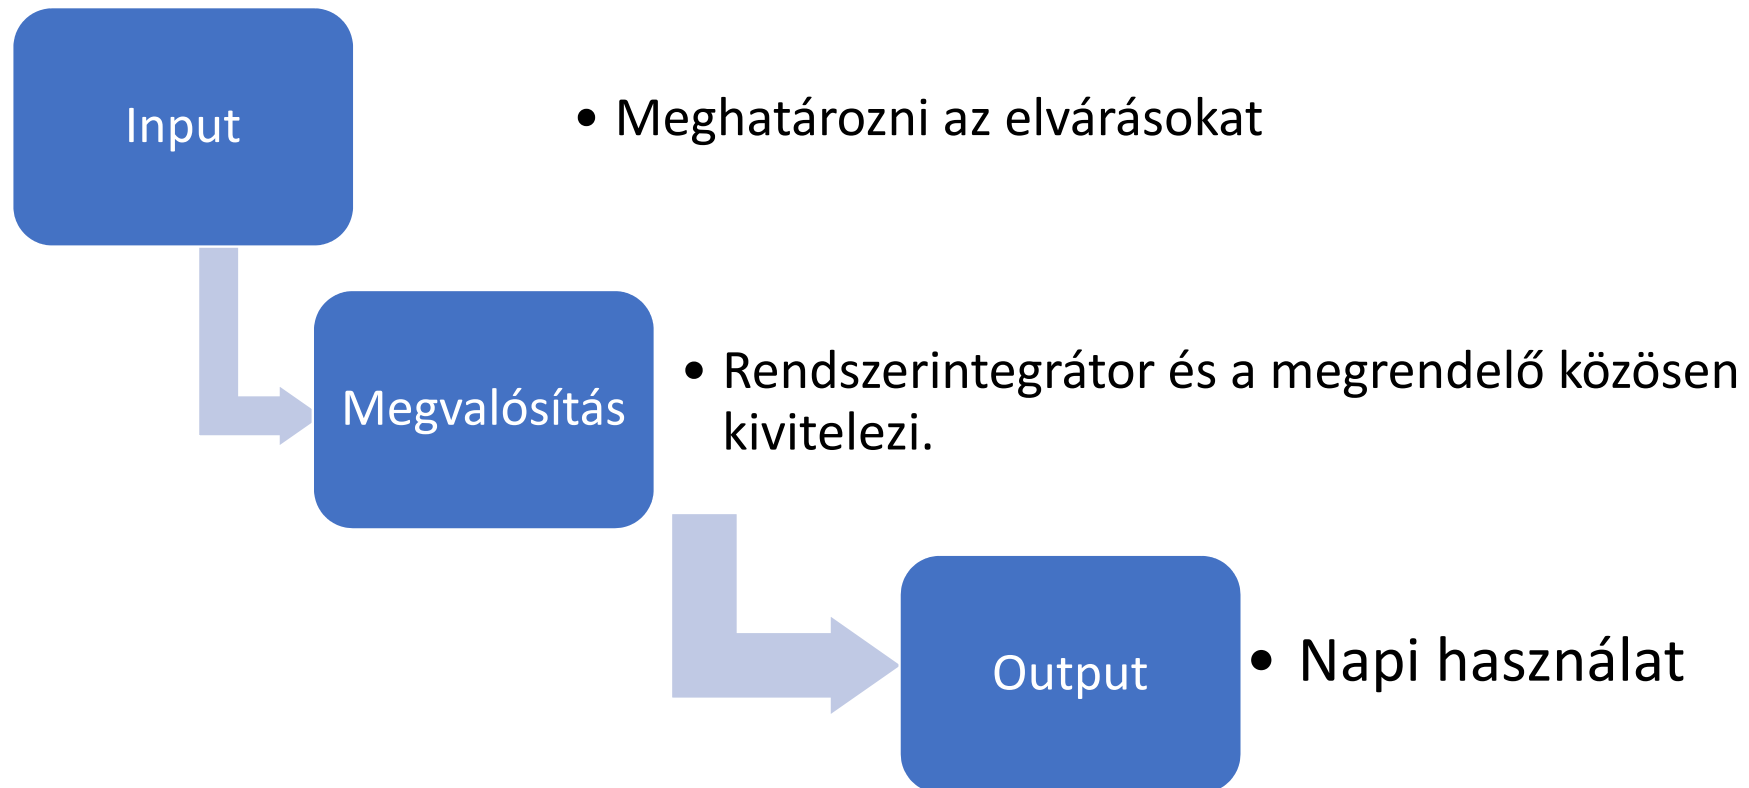 Input
• Meghatározni az elvárásokat
Megvalósítás
• Rendszerintegrátor és a megrendelő közösen
kivitelezi.
Output
• Napi használat